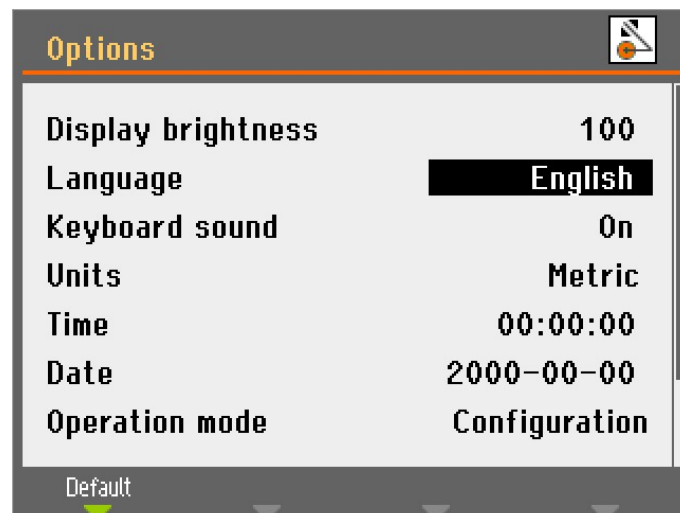 Options
Display brightness 100
Language English
Keyboard sound On
Units Metric
Time 00:00:00
Date 2000-00-00
Operation mode Configuration
Default